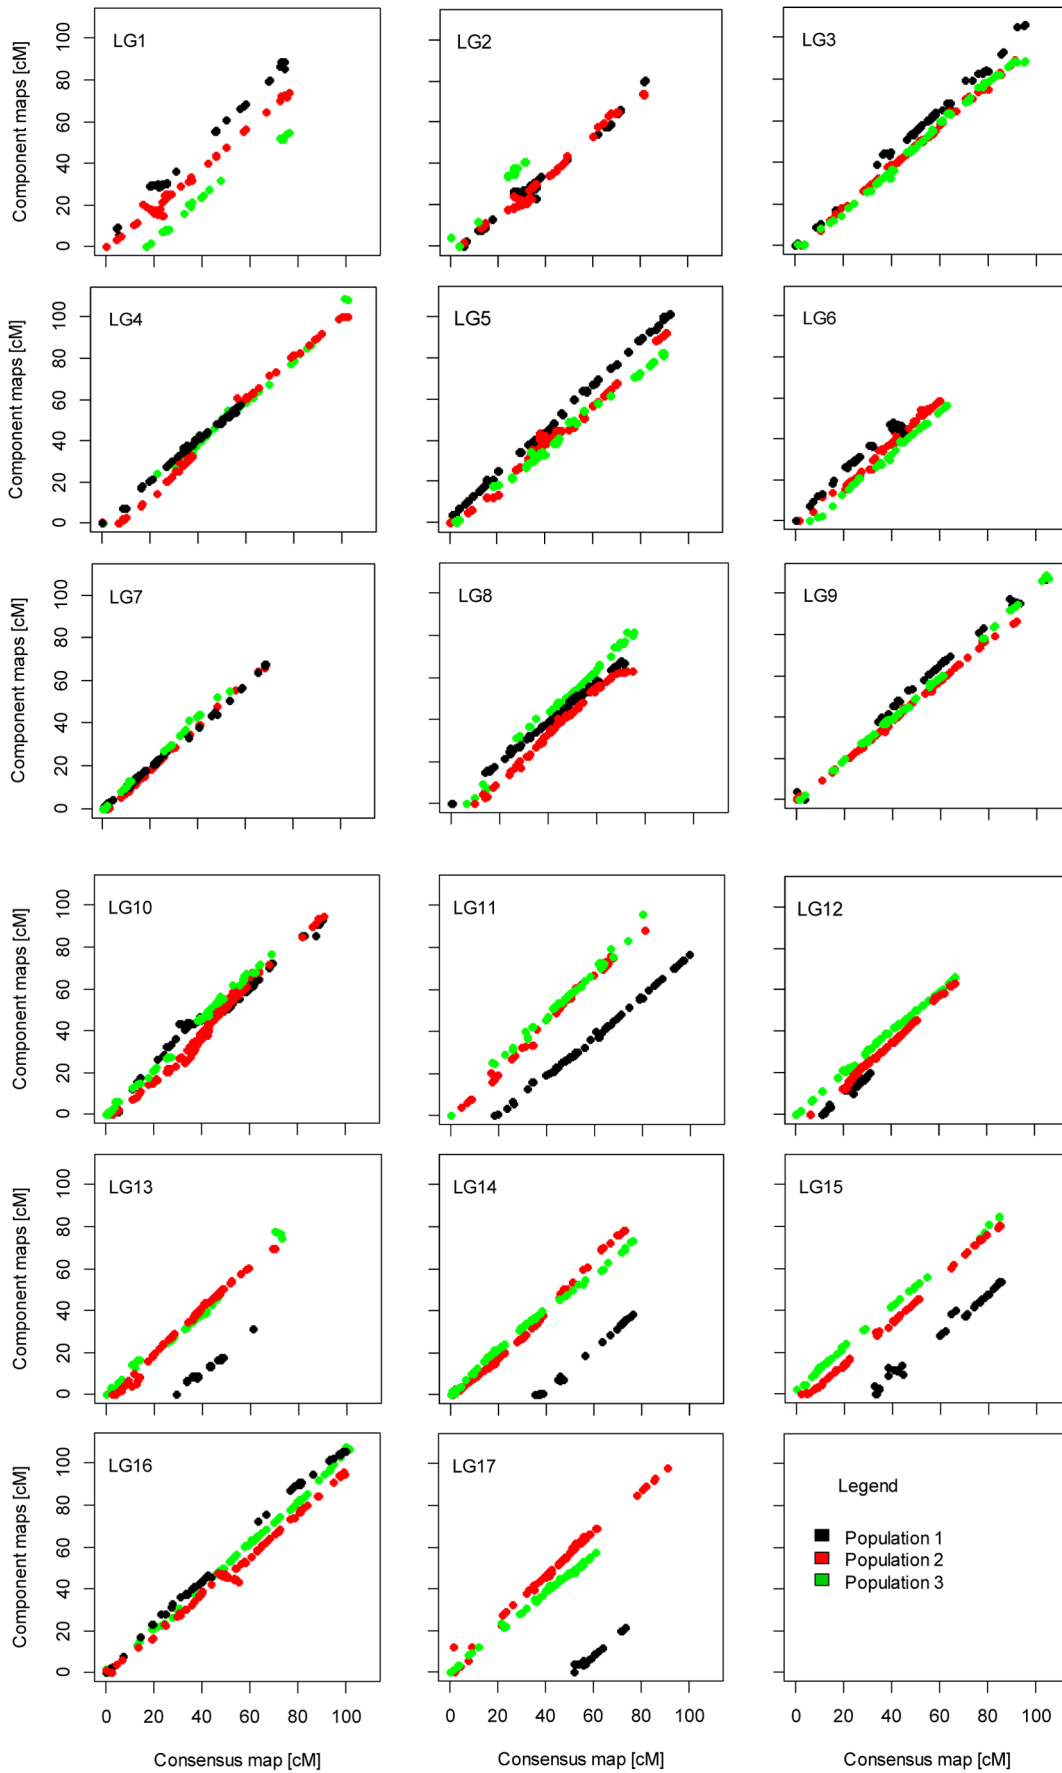 LG1
LG2
LG3
Component maps [cM]
0 20 40 60 80 100
LG4
LG5
LG6
Component maps [cM]
0 20 40 60 80 100
LG7
LG8
LG9
Component maps [cM]
0 20 40 60 80 100
LG10
LG11
LG12
Component maps [cM]
0 20 40 60 80 100
LG13
LG14
LG15
Component maps [cM]
0 20 40 60 80 100
LG16
LG17
Legend
Population 1
Population 2
Population 3
Component maps [cM]
0 20 40 60 80 100
0 20 40 60 80 100
0 20 40 60 80 100
0 20 40 60 80 100
Consensus map [cM]
Consensus map [cM]
Consensus map [cM]